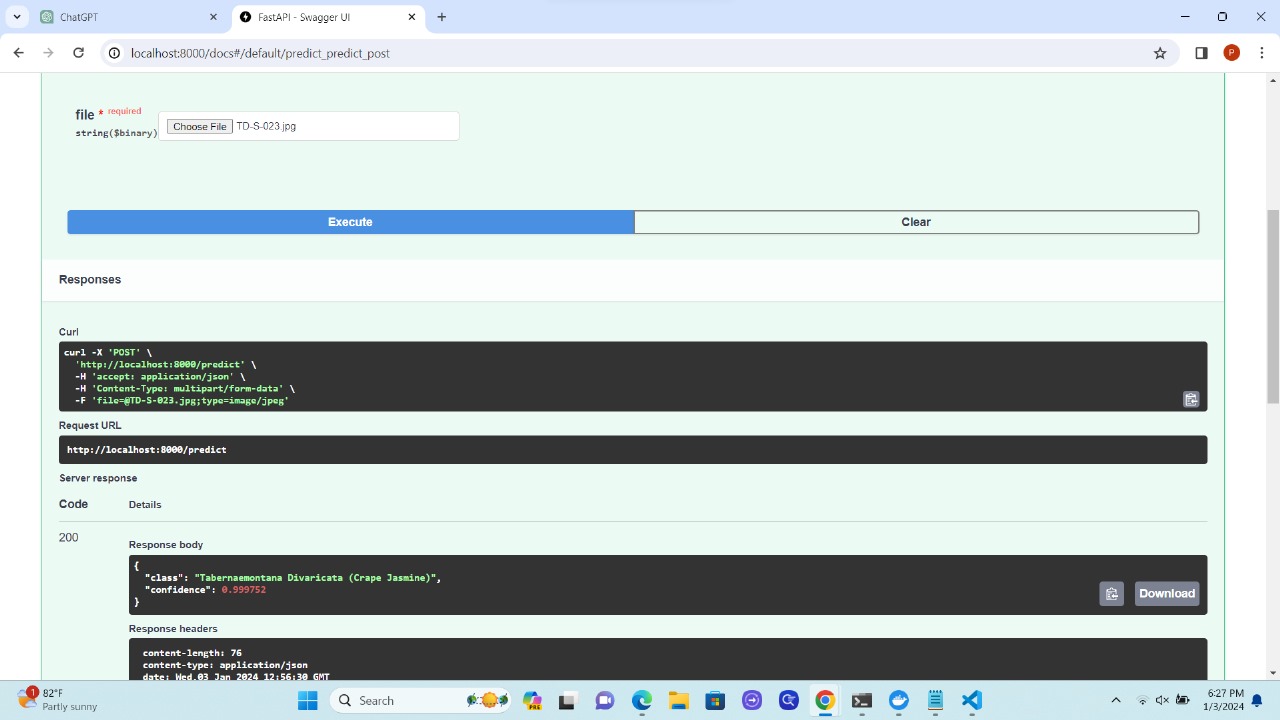 ChatGPT
FastAPI - Swagger UI
localhost:8000/docs#/default/predict_predict_post
P
file * required
string($binary)
Choose File TD-S-023.jpg
Execute
Clear
Responses
Curl
curl -X 'POST' \
'http://localhost:8000/predict' \
-H 'accept: application/json' \
-H 'Content-Type: multipart/form-data' \
-F 'file=@TD-S-023.jpg;type=image/jpeg'
Request URL
http://localhost:8000/predict
Server response
Code Details
200
Response body
{
"class": "Tabernaemontana Divaricata (Crape Jasmine)",
"confidence": 0.999752
}
Download
Response headers
content-length: 76
content-type: application/json
date: Wed,03 Jan 2024 12:56:30 GMT
1
82°F
Partly sunny
Search
PRE
6:27 PM
1/3/2024